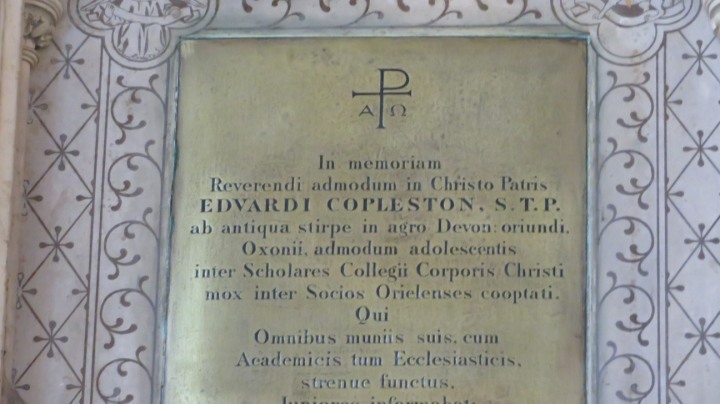 Α Ω
In memoriam
Reverendi admodum in Christo Patris
EDVARDI COPLESTON, S.T.P.
ab antiqua stirpe in agro Devon: oriundi,
Oxonii, admodum adolescentis
inter Scholares Collegii Corporis Christi
mox inter Socios Orielenses cooptati.
Qui
Omnibus muniis suis, cum
Academicis tum Ecclesiasticis,
strenue functus,